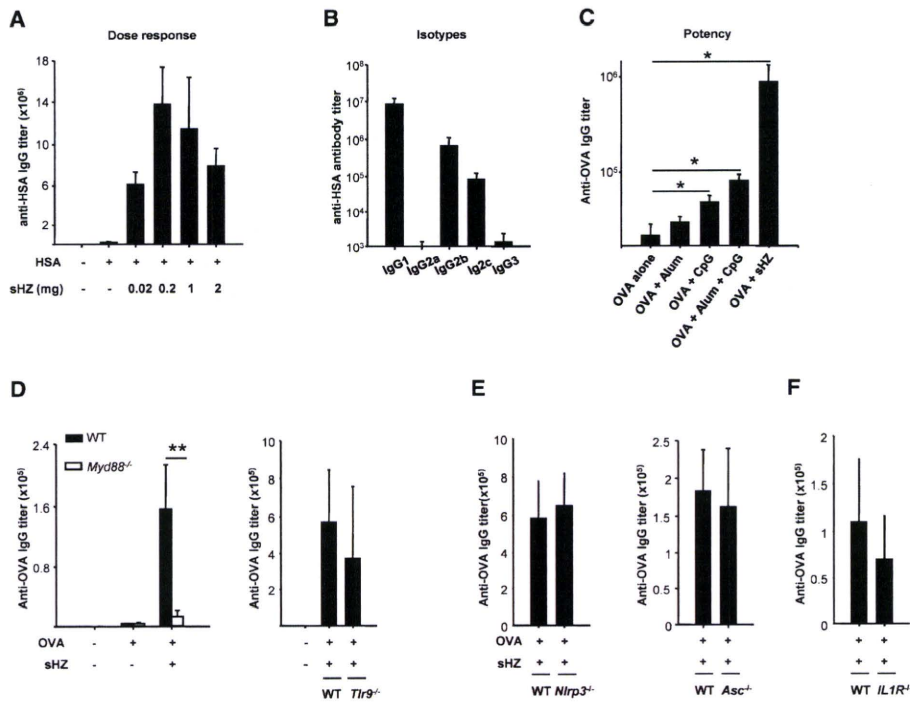 A
Dose response
anti-HSA IgG titer (x10⁶)
18
14
10
6
2
HSA - + + + + +
sHZ (mg) - - 0.02 0.2 1 2
B
Isotypes
anti-HSA antibody titer
10⁸
10⁷
10⁶
10⁵
10⁴
10³
IgG1 IgG2a IgG2b Ig2c IgG3
C
Potency
Anti-OVA IgG titer
10⁶
10⁵
*
*
*
OVA alone
OVA + Alum
OVA + CpG
OVA + Alum + CpG
OVA + sHZ
D
WT
Myd88⁻/⁻
**
Anti-OVA IgG titer (x10⁵)
2.4
1.6
0.8
OVA - + +
sHZ - - +
Anti-OVA IgG titer (x10⁵)
10
8
6
4
2
- + +
- + +
WT Tlr9⁻/⁻
E
Anti-OVA IgG titer(x10⁵)
10
8
6
4
2
0
OVA + +
sHZ + +
WT Nlrp3⁻/⁻
Anti-OVA IgG titer (x10⁵)
2.5
2
1.5
1
0.5
0
+ +
+ +
WT Asc⁻/⁻
F
Anti-OVA IgG titer (x10⁵)
2
1.5
1
0.5
0
+ +
+ +
WT IL1R⁻/